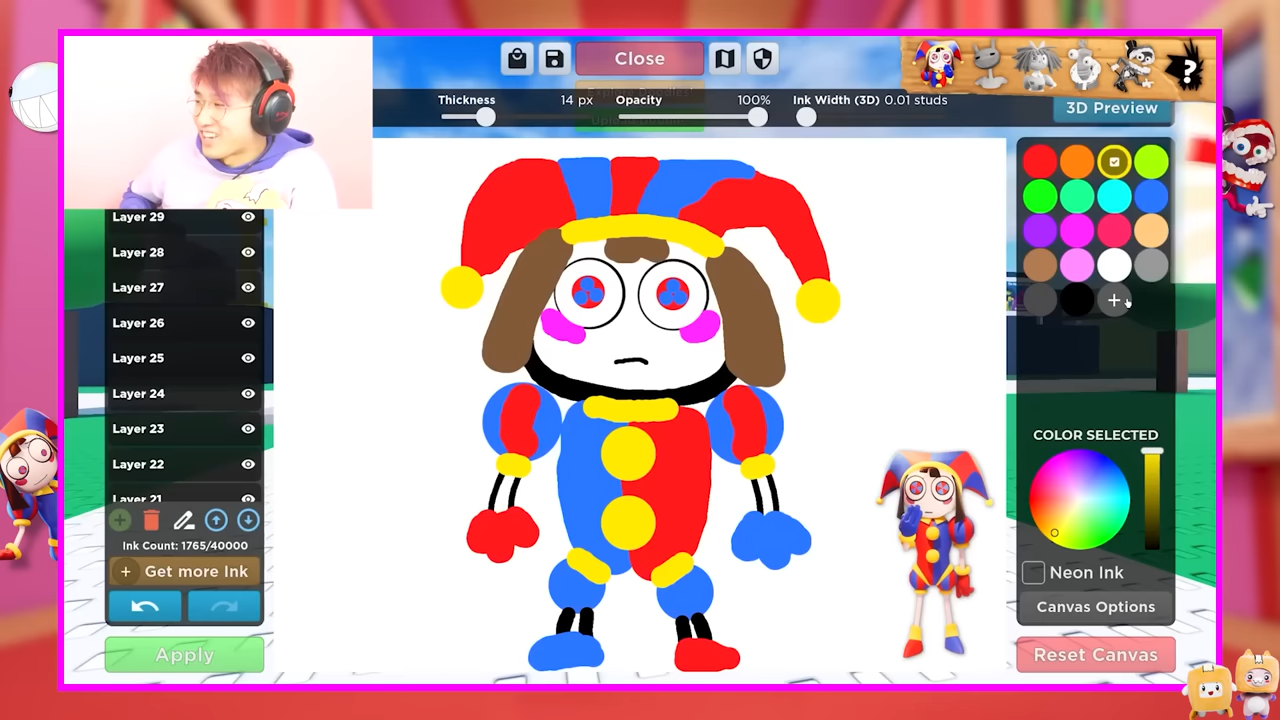 Close
Thickness 14 px Opacity 100% Ink Width (3D) 0.01 studs
3D Preview
Layer 29
Layer 28
Layer 27
Layer 26
Layer 25
Layer 24
Layer 23
Layer 22
Layer 21
Ink Count: 1765/40000
+ Get more Ink
Apply
?
+
COLOR SELECTED
Neon Ink
Canvas Options
Reset Canvas